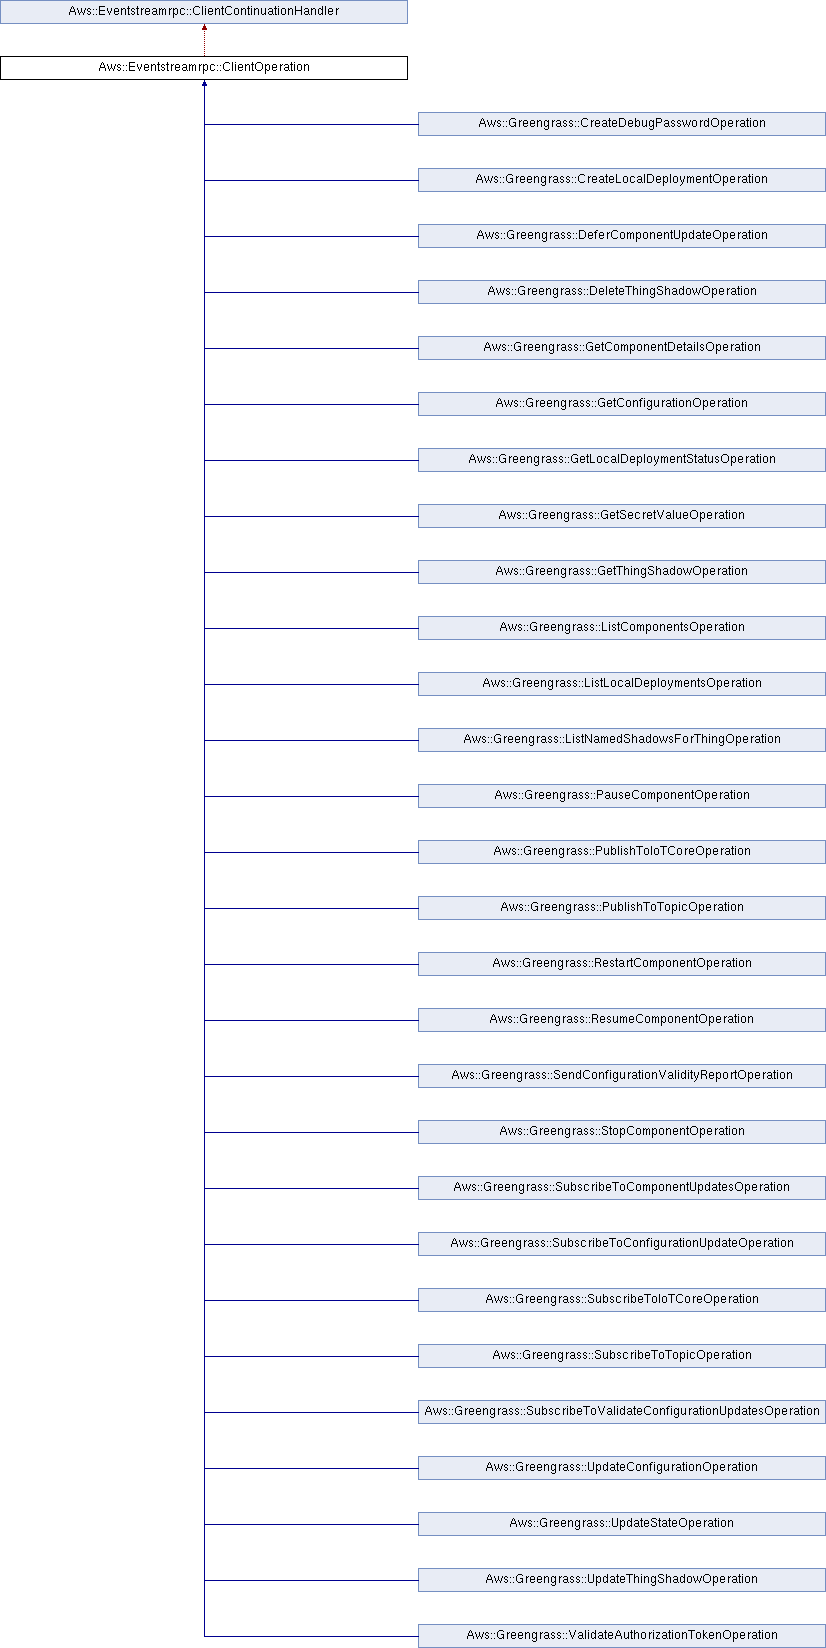 Aws::Eventstreamrpc::ClientContinuationHandler
Aws::Eventstreamrpc::ClientOperation
Aws::Greengrass::CreateDebugPasswordOperation
Aws::Greengrass::CreateLocalDeploymentOperation
Aws::Greengrass::DeferComponentUpdateOperation
Aws::Greengrass::DeleteThingShadowOperation
Aws::Greengrass::GetComponentDetailsOperation
Aws::Greengrass::GetConfigurationOperation
Aws::Greengrass::GetLocalDeploymentStatusOperation
Aws::Greengrass::GetSecretValueOperation
Aws::Greengrass::GetThingShadowOperation
Aws::Greengrass::ListComponentsOperation
Aws::Greengrass::ListLocalDeploymentsOperation
Aws::Greengrass::ListNamedShadowsForThingOperation
Aws::Greengrass::PauseComponentOperation
Aws::Greengrass::PublishToIoTCoreOperation
Aws::Greengrass::PublishToTopicOperation
Aws::Greengrass::RestartComponentOperation
Aws::Greengrass::ResumeComponentOperation
Aws::Greengrass::SendConfigurationValidityReportOperation
Aws::Greengrass::StopComponentOperation
Aws::Greengrass::SubscribeToComponentUpdatesOperation
Aws::Greengrass::SubscribeToConfigurationUpdateOperation
Aws::Greengrass::SubscribeToIoTCoreOperation
Aws::Greengrass::SubscribeToTopicOperation
Aws::Greengrass::SubscribeToValidateConfigurationUpdatesOperation
Aws::Greengrass::UpdateConfigurationOperation
Aws::Greengrass::UpdateStateOperation
Aws::Greengrass::UpdateThingShadowOperation
Aws::Greengrass::ValidateAuthorizationTokenOperation